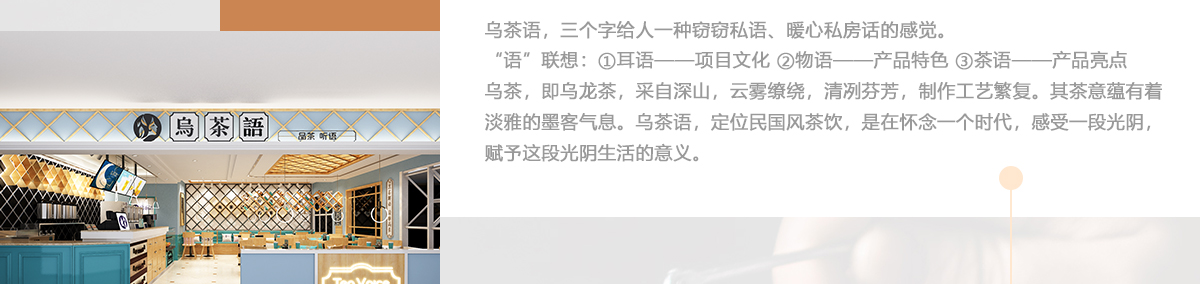 乌茶语，三个字给人一种窃窃私语、暖心私房话的感觉。
“语”联想：①耳语——项目文化 ②物语——产品特色 ③茶语——产品亮点
乌茶，即乌龙茶，采自深山，云雾缭绕，清冽芬芳，制作工艺繁复。其茶意蕴有着
淡雅的墨客气息。乌茶语，定位民国风茶饮，是在怀念一个时代，感受一段光阴，
赋予这段光阴生活的意义。
烏茶語
品茶 听语
Tea Voice